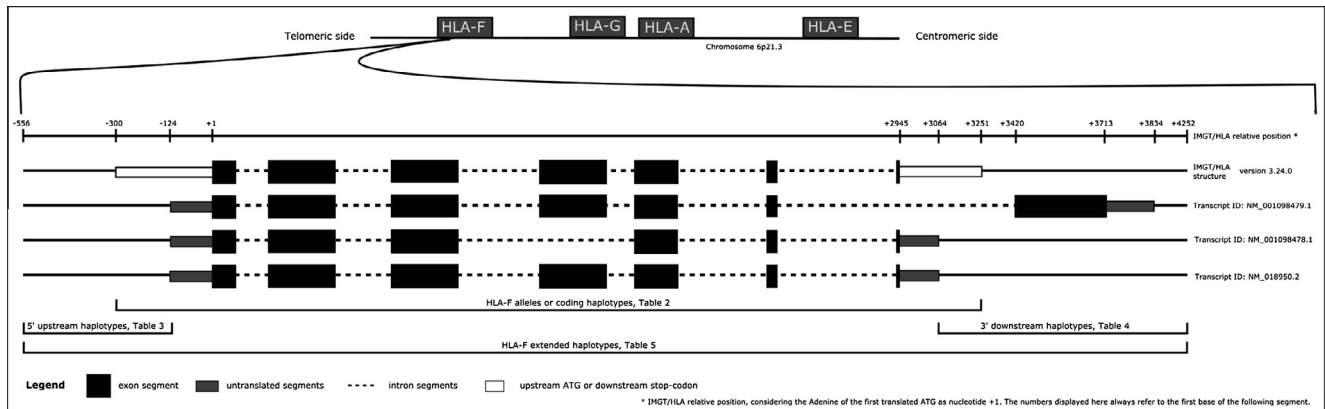 HLA-F HLA-G HLA-A HLA-E
Telomeric side Centromeric side
Chromosome 6p21.3
-556 -300 -124 +1 +2945 +3064 +3251 +3420 +3713 +3834 +4252
IMGT/HLA relative position *
IMGT/HLA
structure version 3.24.0
Transcript ID: NM_001098479.1
Transcript ID: NM_001098478.1
Transcript ID: NM_018950.2
HLA-F alleles or coding haplotypes, Table 2
5' upstream haplotypes, Table 3 3' downstream haplotypes, Table 4
HLA-F extended haplotypes, Table 5
Legend exon segment untranslated segments intron segments upstream ATG or downstream stop-codon
* IMGT/HLA relative position, considering the Adenine of the first translated ATG as nucleotide +1. The numbers displayed here always refer to the first base of the following segment.